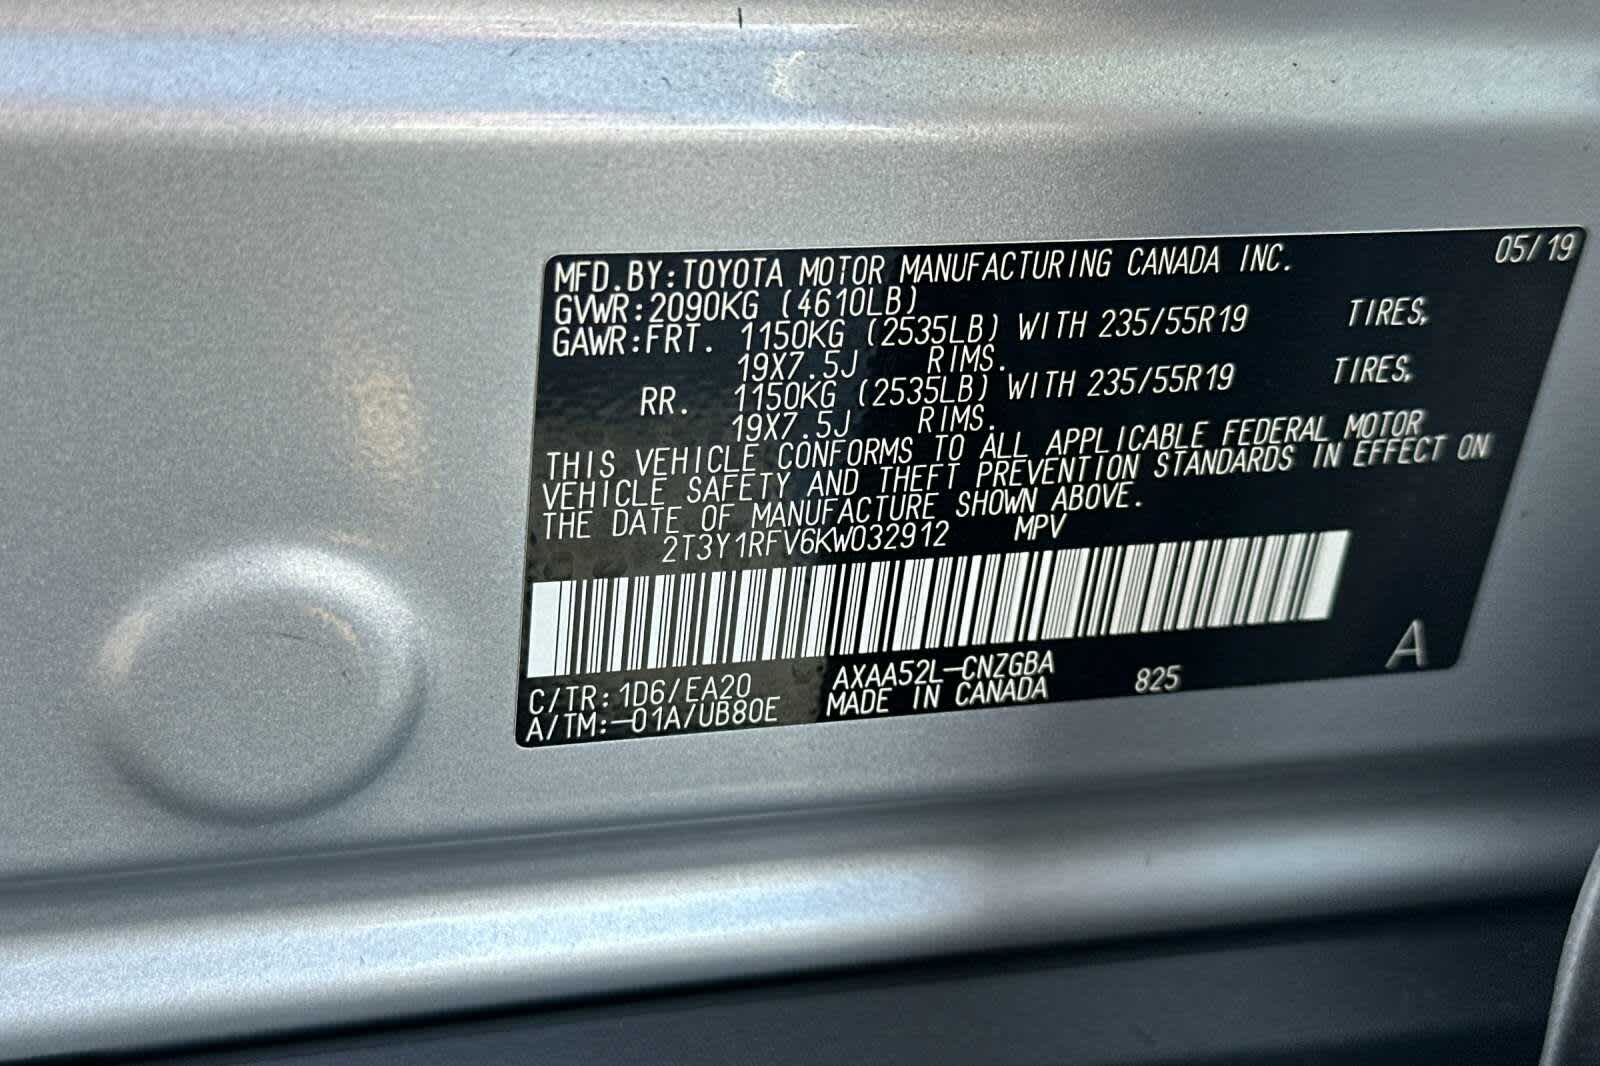 MFD.BY:TOYOTA MOTOR MANUFACTURING CANADA INC. 05/19
GVWR:2090KG (4610LB)
GAWR:FRT. 1150KG (2535LB) WITH 235/55R19 TIRES,
19X7.5J RIMS.
RR. 1150KG (2535LB) WITH 235/55R19 TIRES,
19X7.5J RIMS.
THIS VEHICLE CONFORMS TO ALL APPLICABLE FEDERAL MOTOR
VEHICLE SAFETY AND THEFT PREVENTION STANDARDS IN EFFECT ON
THE DATE OF MANUFACTURE SHOWN ABOVE.
2T3Y1RFV6KW032912 MPV
C/TR:1D6/EA20 AXAA52L-CNZGBA 825 A
A/TM:-01A/UB80E MADE IN CANADA